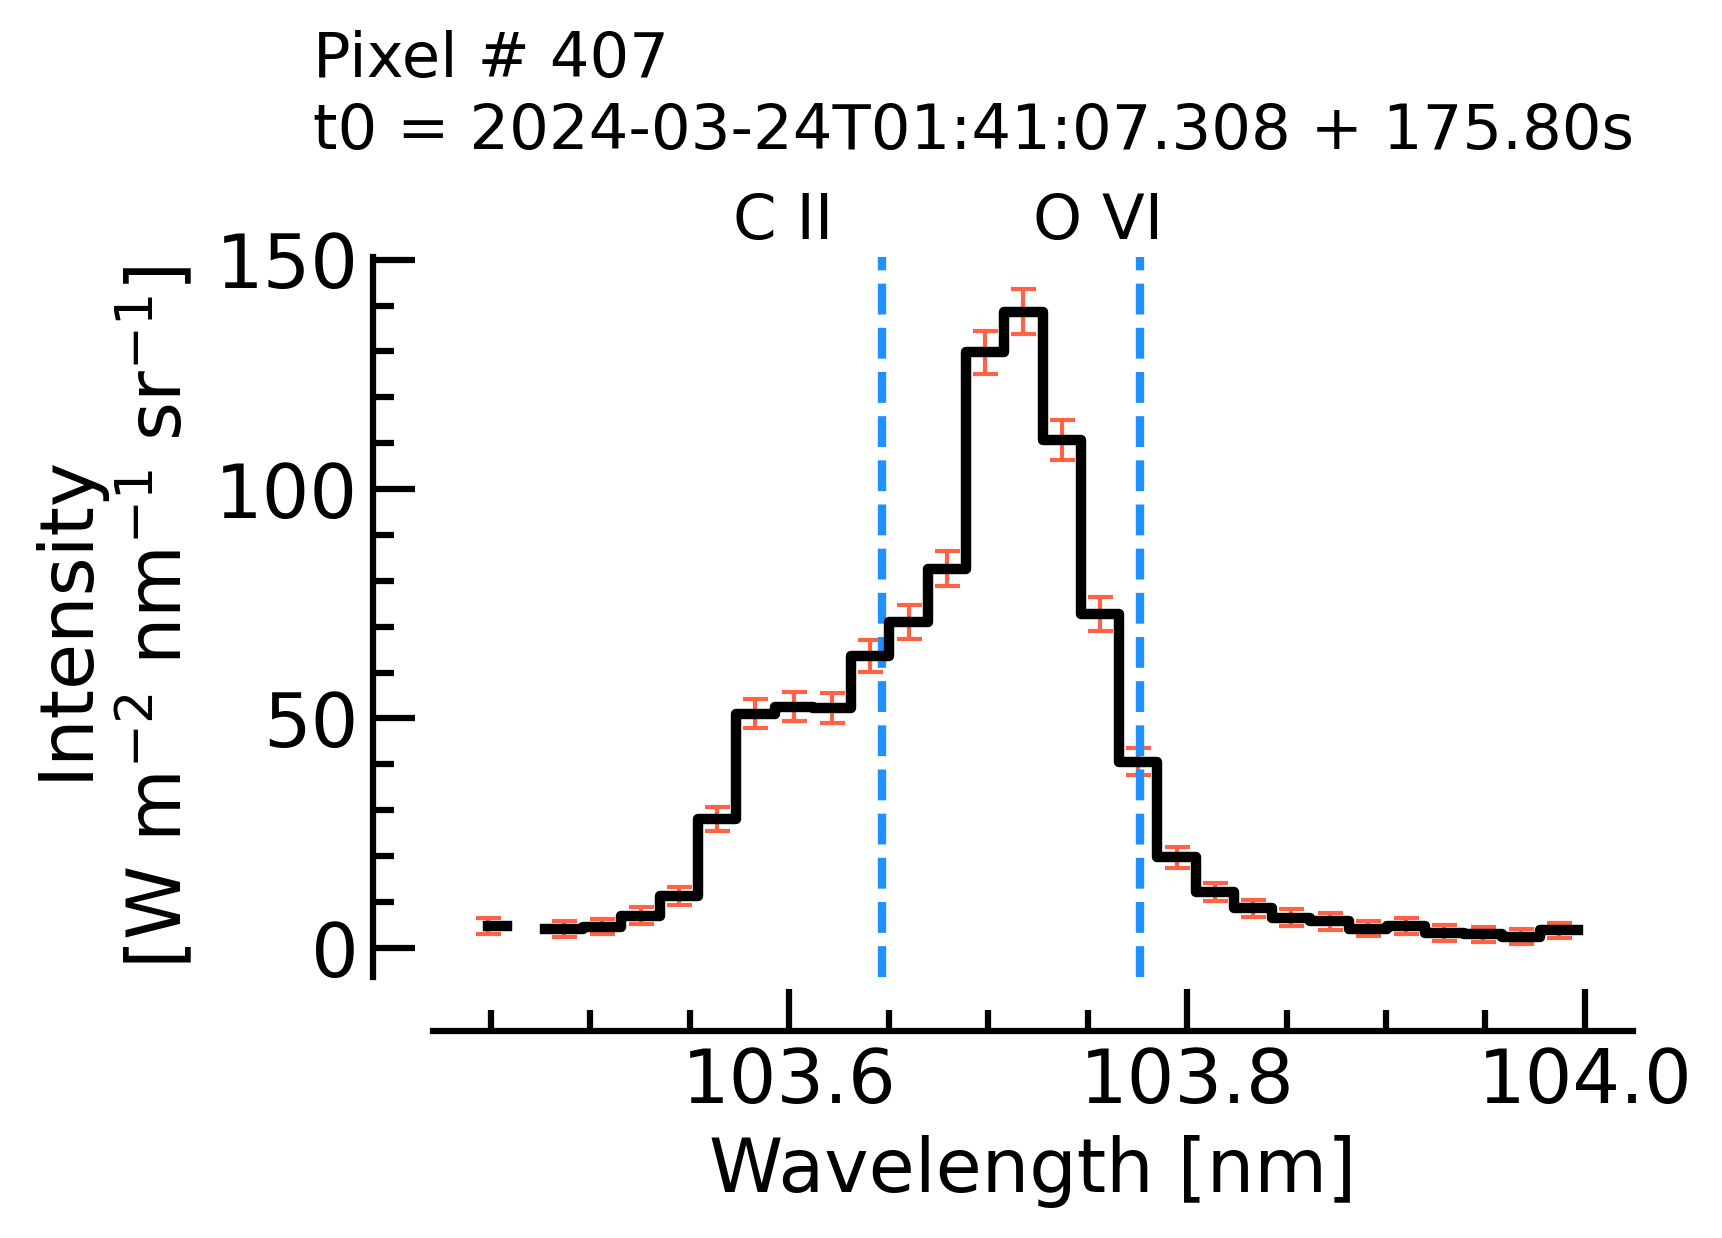 Pixel # 407
t0 = 2024-03-24T01:41:07.308 + 175.80s
C II
O VI
Intensity
[W m⁻² nm⁻¹ sr⁻¹]
150
100
50
0
103.6
103.8
104.0
Wavelength [nm]